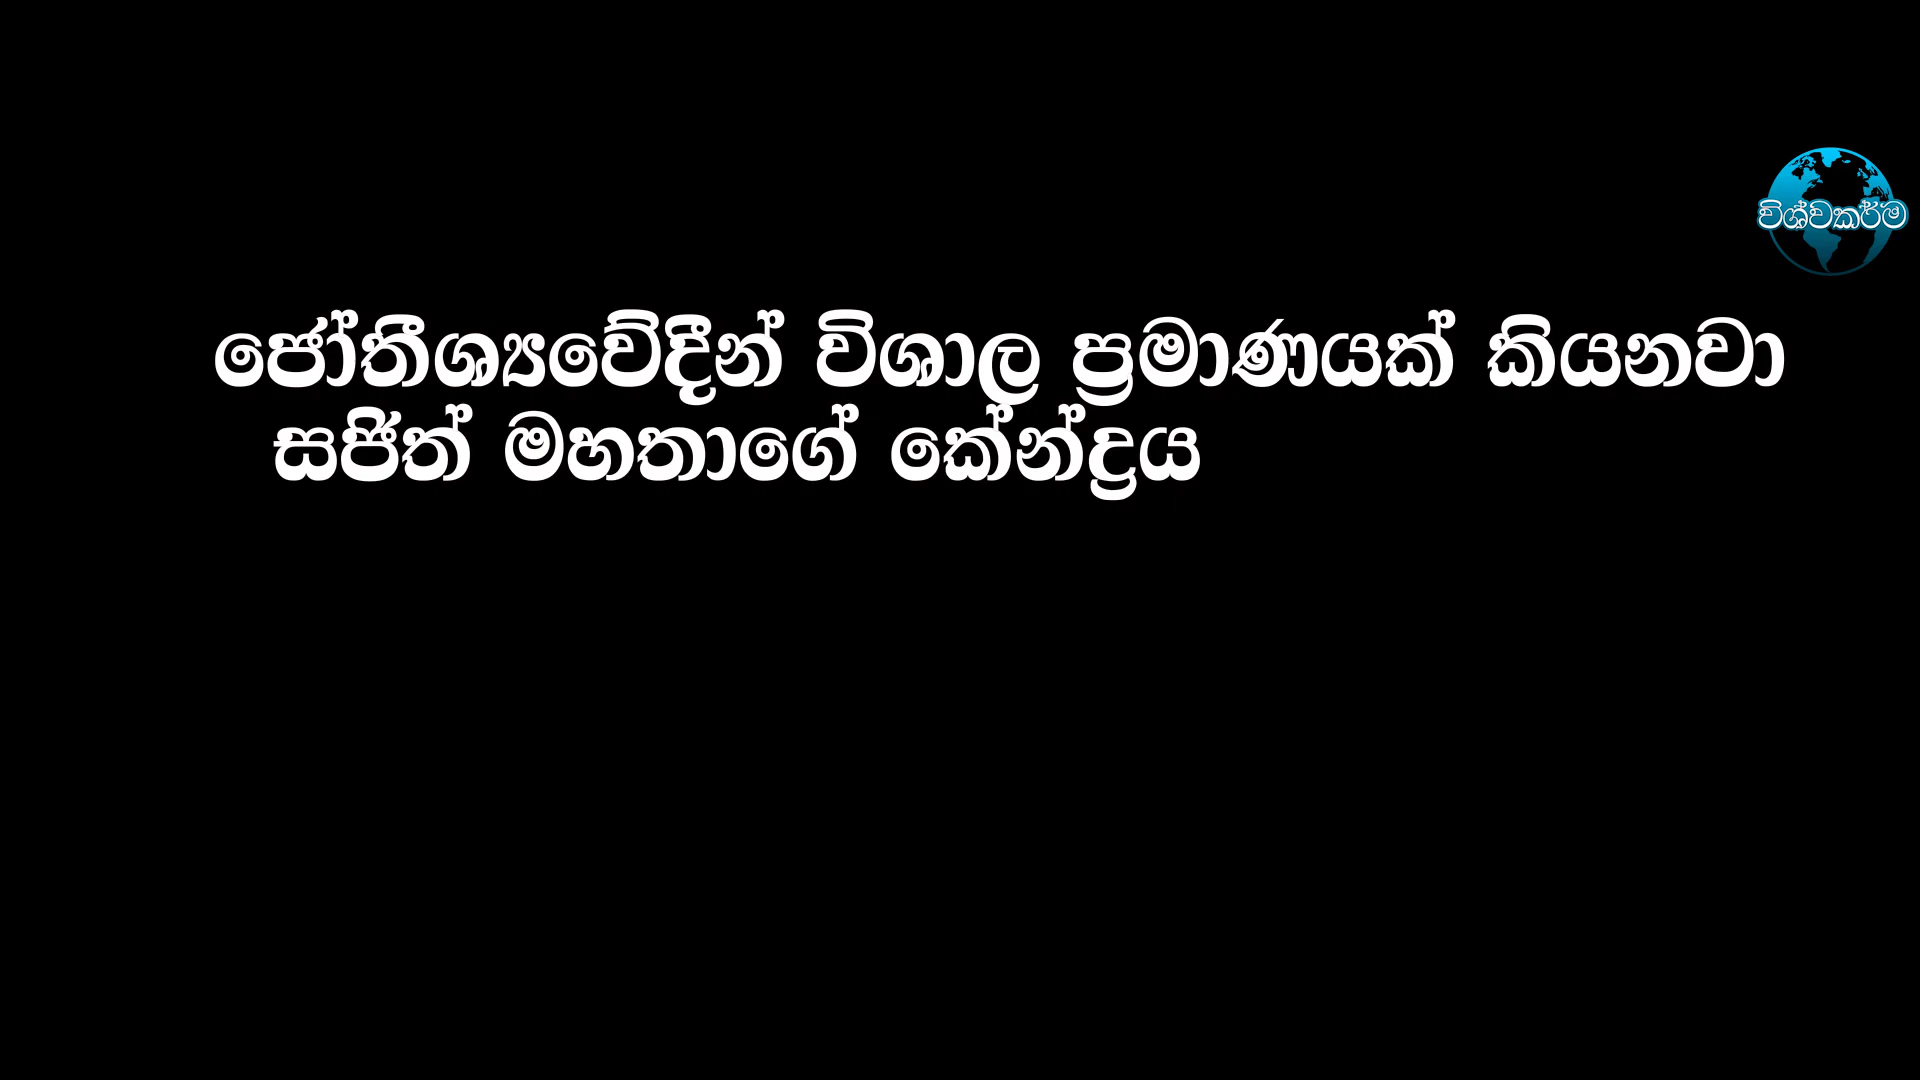 විශ්වකර්ම
ජෝතීශ්‍යවේදීන් විශාල ප්‍රමාණයක් කියනවා
සජිත් මහතාගේ කේන්ද්‍රය